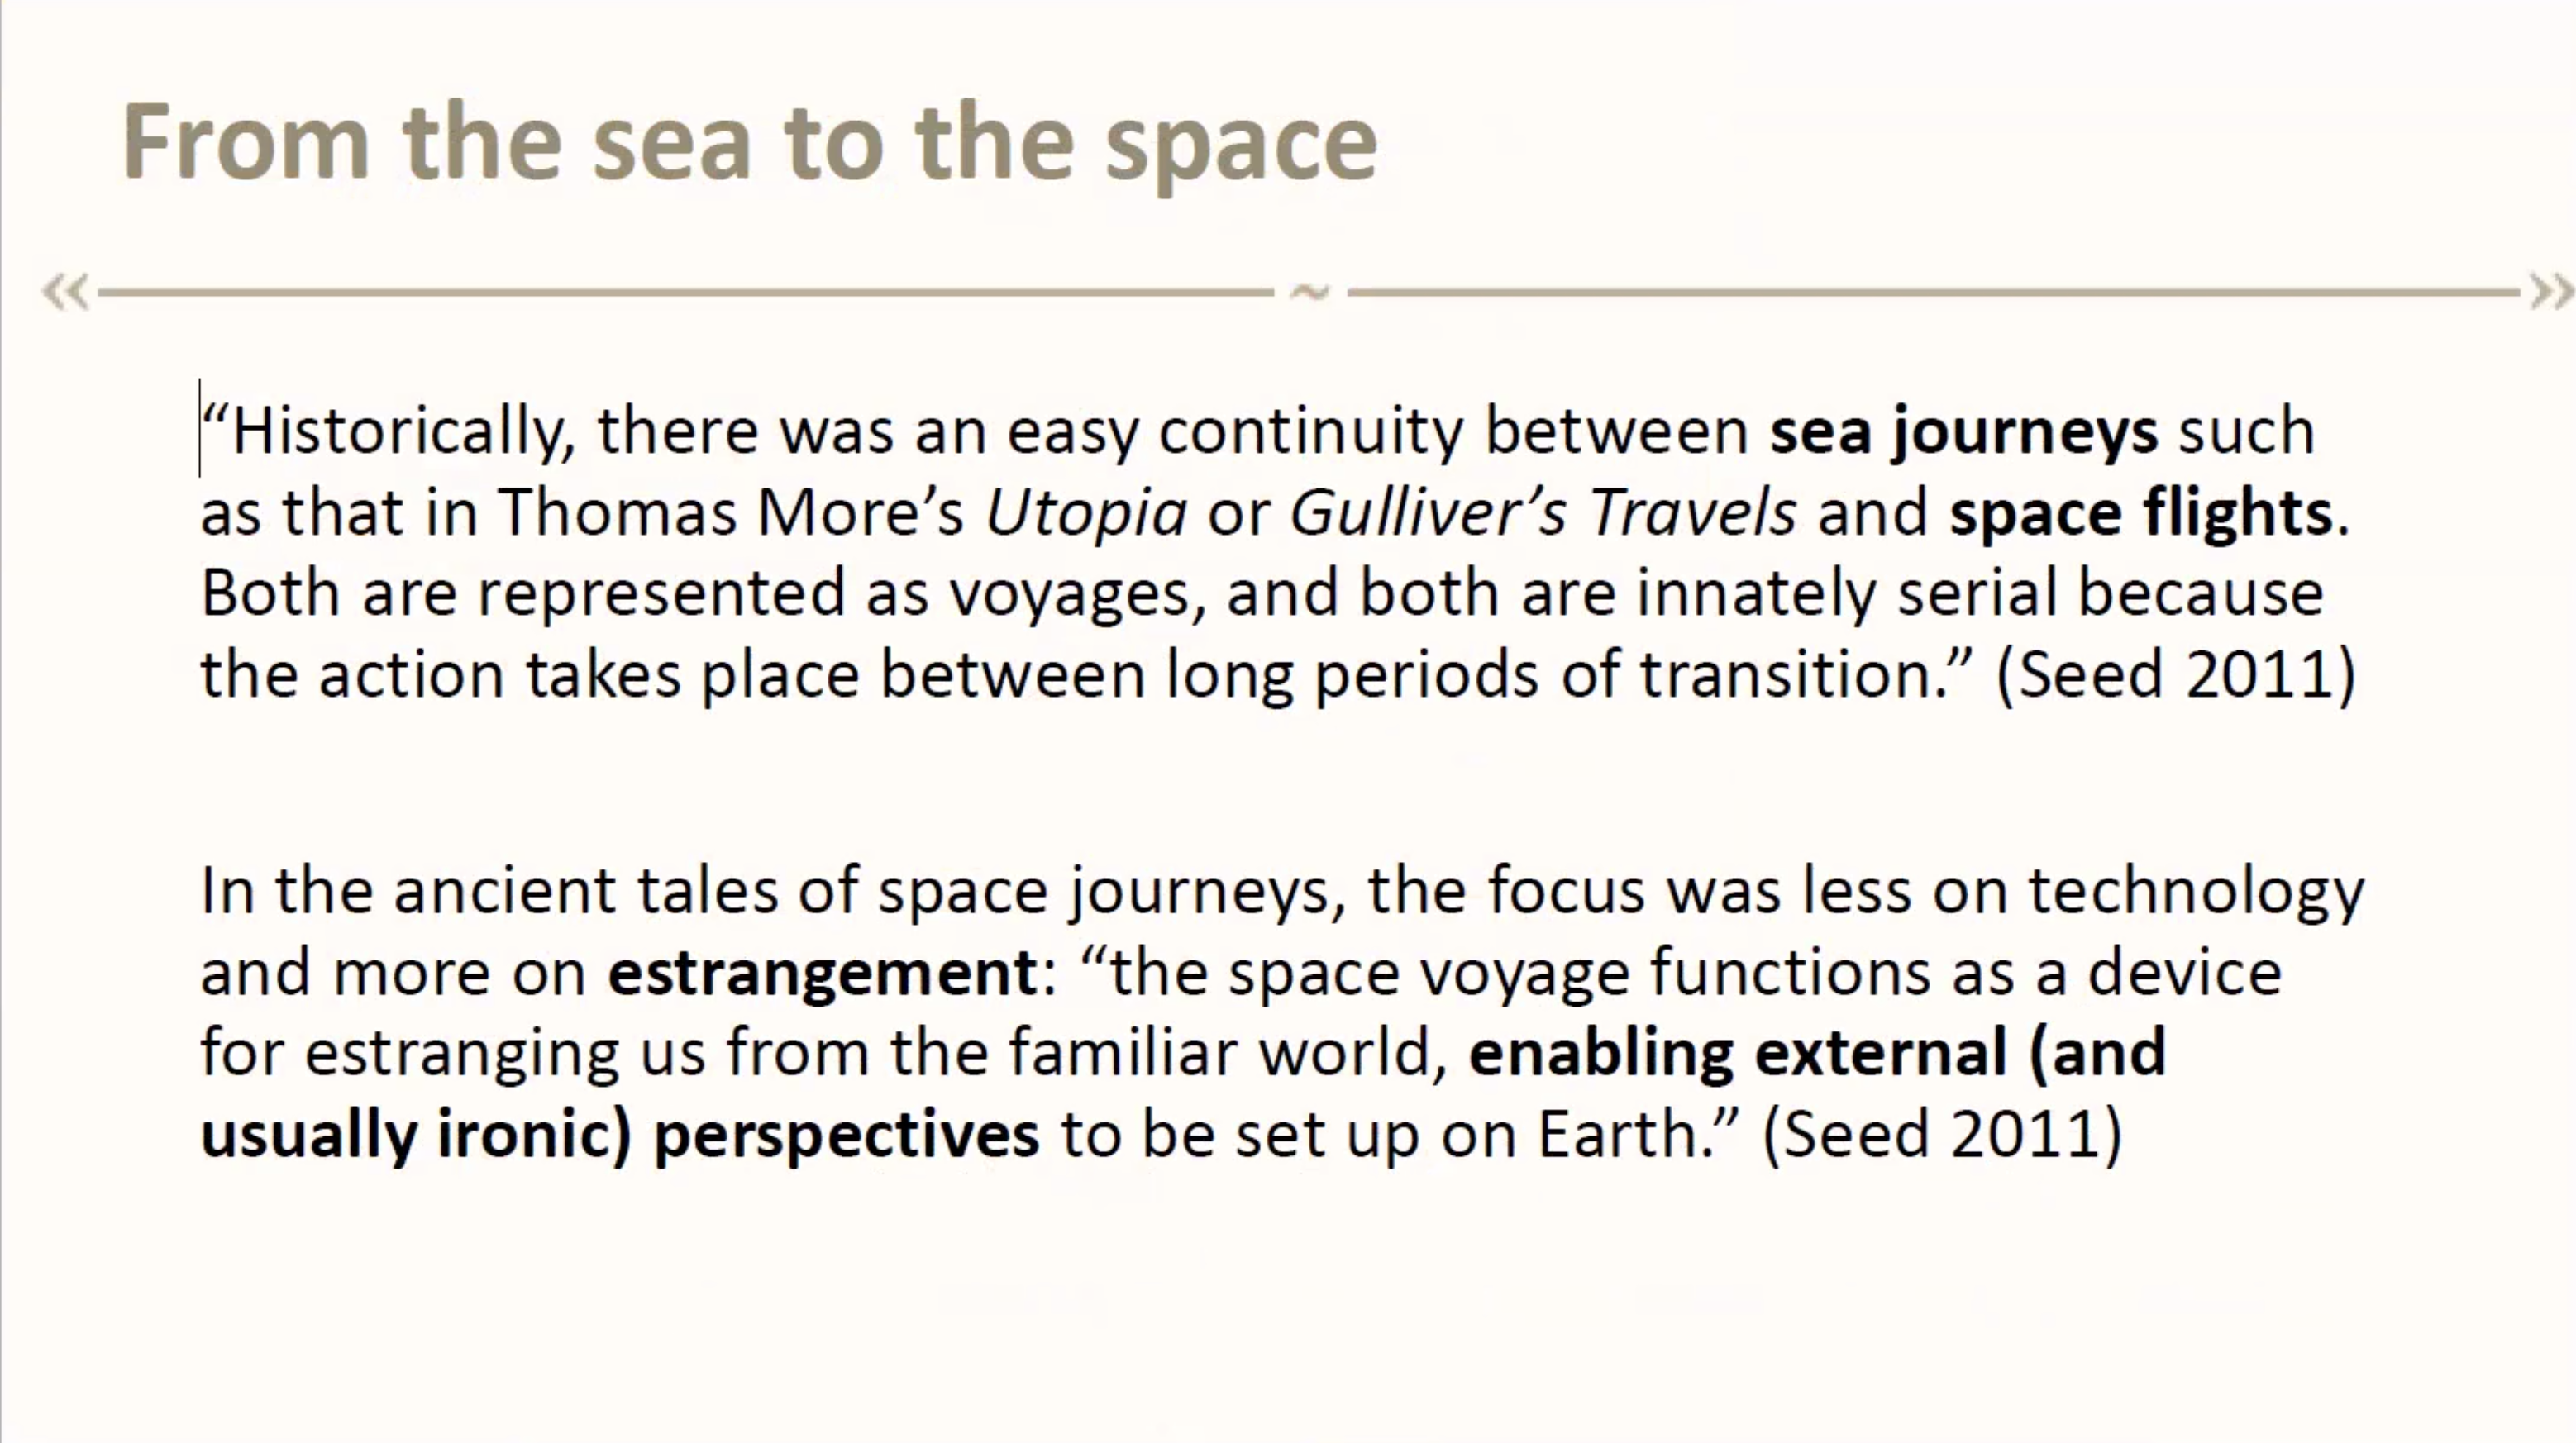 From the sea to the space
“Historically, there was an easy continuity between sea journeys such
as that in Thomas More’s Utopia or Gulliver’s Travels and space flights.
Both are represented as voyages, and both are innately serial because
the action takes place between long periods of transition.” (Seed 2011)
In the ancient tales of space journeys, the focus was less on technology
and more on estrangement: “the space voyage functions as a device
for estranging us from the familiar world, enabling external (and
usually ironic) perspectives to be set up on Earth.” (Seed 2011)